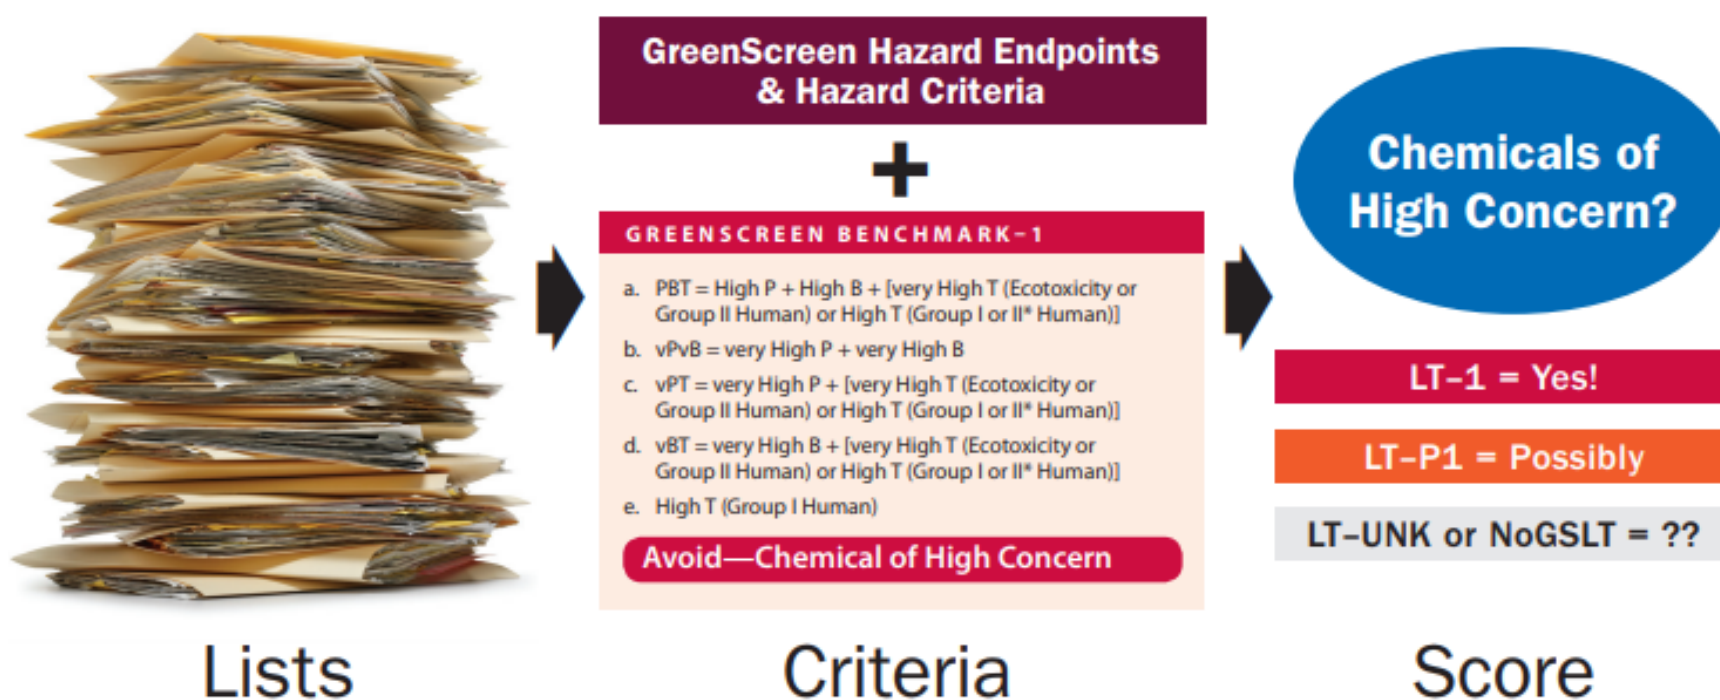 GreenScreen Hazard Endpoints
& Hazard Criteria
+
GREENSCREEN BENCHMARK–1
a. PBT = High P + High B + [very High T (Ecotoxicity or
Group II Human) or High T (Group I or II* Human)]
b. vPvB = very High P + very High B
c. vPT = very High P + [very High T (Ecotoxicity or
Group II Human) or High T (Group I or II* Human)]
d. vBT = very High B + [very High T (Ecotoxicity or
Group II Human) or High T (Group I or II* Human)]
e. High T (Group I Human)
Avoid—Chemical of High Concern
Chemicals of
High Concern?
LT–1 = Yes!
LT–P1 = Possibly
LT–UNK or NoGSLT = ??
Lists
Criteria
Score